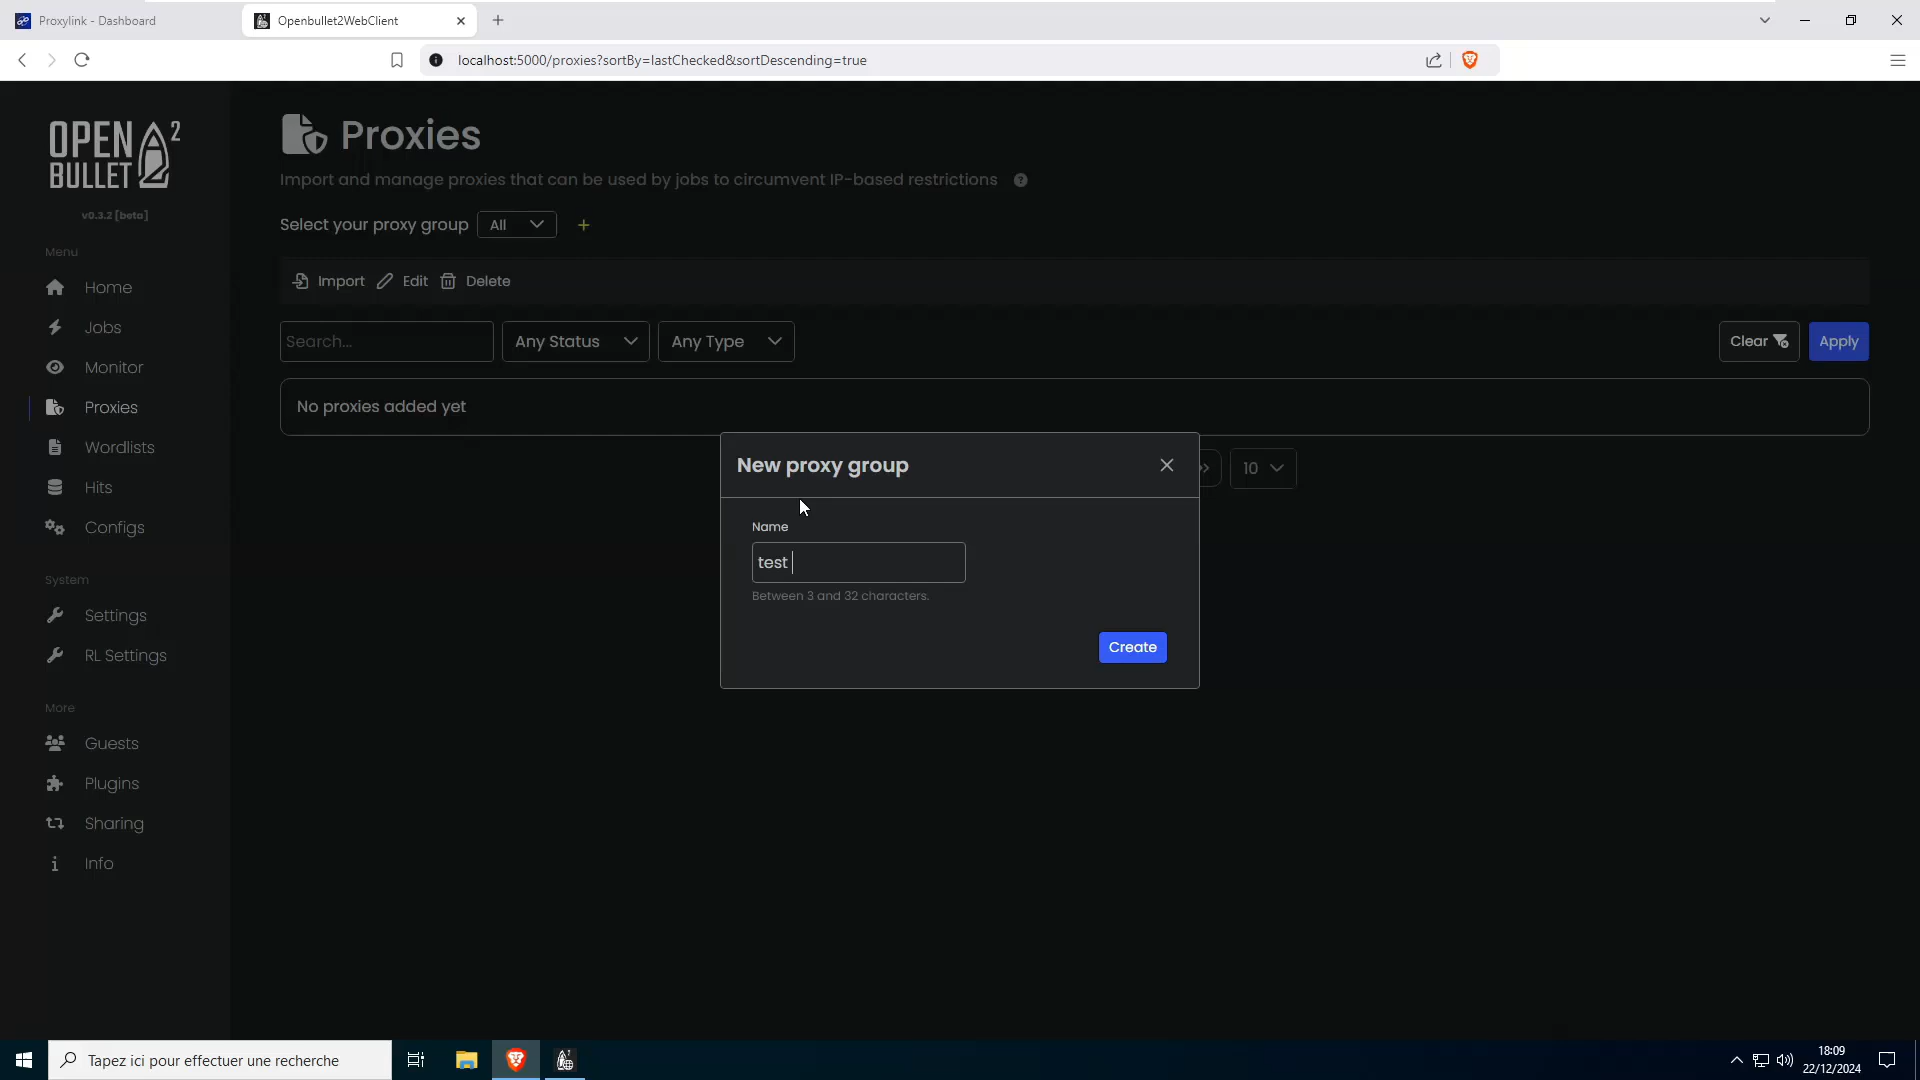 Proxylink - Dashboard
Openbullet2WebClient
localhost:5000/proxies?sortBy=lastChecked&sortDescending=true
OPEN BULLET 2
v0.3.2 [beta]
Menu
Home
Jobs
Monitor
Proxies
Wordlists
Hits
Configs
System
Settings
RL Settings
More
Guests
Plugins
Sharing
Info
Proxies
Import and manage proxies that can be used by jobs to circumvent IP-based restrictions ?
Select your proxy group All +
Import Edit Delete
Search... Any Status Any Type Clear Apply
No proxies added yet
10
New proxy group
Name
test
Between 3 and 32 characters.
Create
Tapez ici pour effectuer une recherche
18:09
22/12/2024